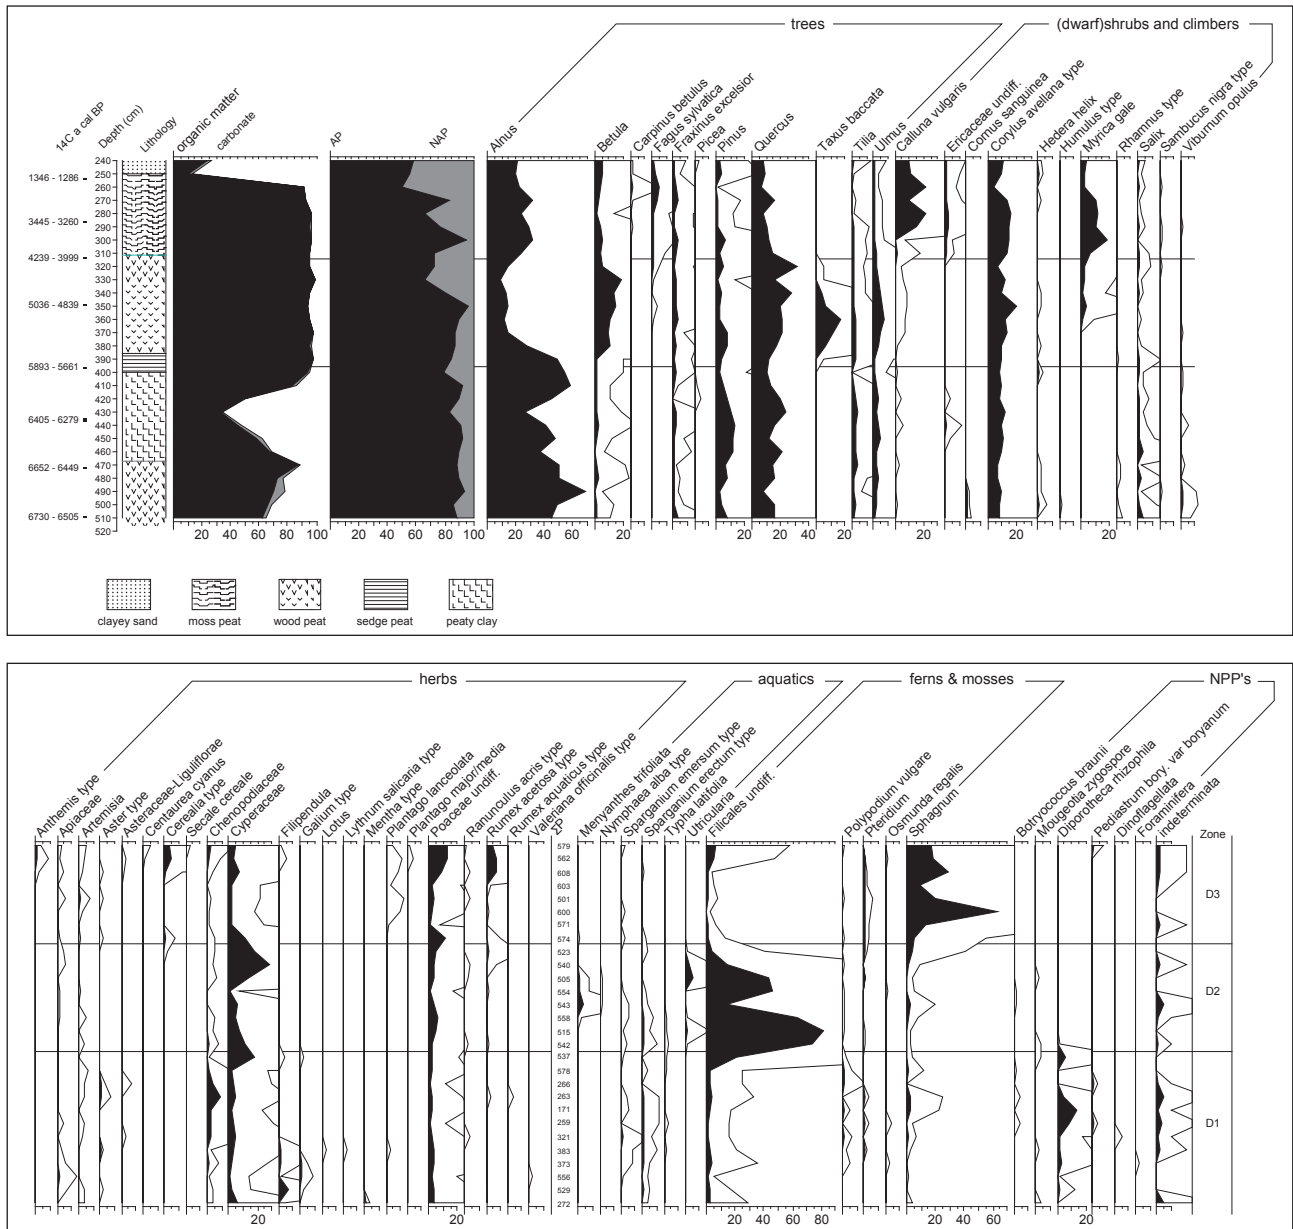 trees
(dwarf)shrubs and climbers
14C a cal BP
Depth (cm)
Lithology
organic matter
carbonate
AP
NAP
Alnus
Betula
Carpinus betulus
Fagus sylvatica
Fraxinus excelsior
Picea
Pinus
Quercus
Taxus baccata
Tilia
Ulmus
Calluna vulgaris
Ericaceae undiff.
Cornus sanguinea
Corylus avellana type
Hedera helix
Humulus type
Myrica gale
Rhamnus type
Salix
Sambucus nigra type
Viburnum opulus
240
250
1346 - 1286
260
270
280
3445 - 3260
290
300
310
4239 - 3999
320
330
340
5036 - 4839
350
360
370
380
390
5893 - 5661
400
410
420
430
6405 - 6279
440
450
460
470
6652 - 6449
480
490
500
6730 - 6505
510
520
20 40 60 80 100 20 40 60 80 100 20 40 60 20 20 20 40 20 20 20 20 20
clayey sand
moss peat
wood peat
sedge peat
peaty clay
herbs
aquatics
ferns & mosses
NPP's
Anthemis type
Apiaceae
Artemisia
Aster type
Asteraceae-Liguliflorae
Centaurea cyanus
Cerealia type
Secale cereale
Chenopodiaceae
Cyperaceae
Filipendula
Galium type
Lotus
Lythrum salicaria type
Mentha type
Plantago lanceolata
Plantago major/media
Poaceae undiff.
Ranunculus acris type
Rumex acetosa type
Rumex aquaticus type
Valeriana officinalis type
ΣP
Menyanthes trifoliata
Nymphaea alba type
Sparganium emersum type
Sparganium erectum type
Typha latifolia
Utricularia
Filicales undiff.
Polypodium vulgare
Pteridium
Osmunda regalis
Sphagnum
Botryococcus braunii
Mougeotia zygospore
Diporotheca rhizophila
Pediastrum bory. var boryanum
Dinoflagellata
Foraminifera
Indeterminata
Zone
579
562
608
603
501
600
571
574
523
540
505
554
543
558
515
542
537
578
266
263
171
259
321
383
373
556
529
272
D3
D2
D1
20 20 20 40 60 80 20 40 60